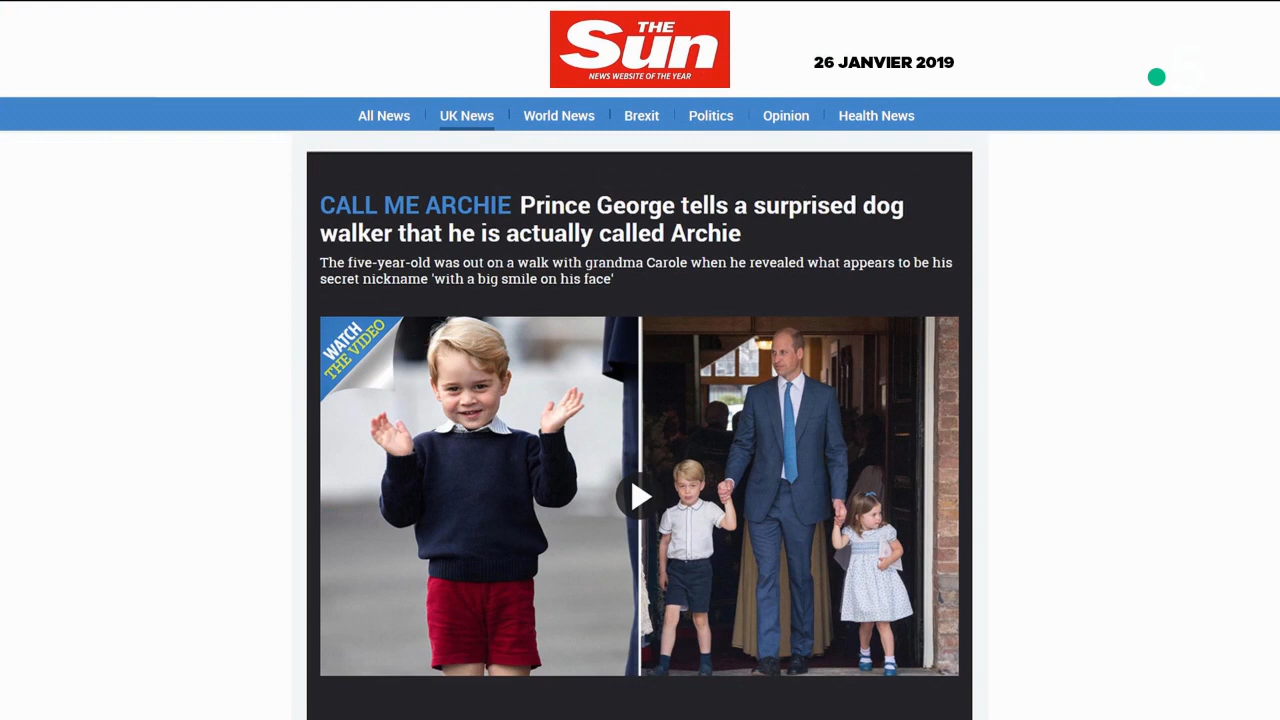 THE
Sun
NEWS WEBSITE OF THE YEAR
26 JANVIER 2019
All News UK News World News Brexit Politics Opinion Health News
CALL ME ARCHIE Prince George tells a surprised dog
walker that he is actually called Archie
The five-year-old was out on a walk with grandma Carole when he revealed what appears to be his
secret nickname 'with a big smile on his face'
WATCH
THE VIDEO